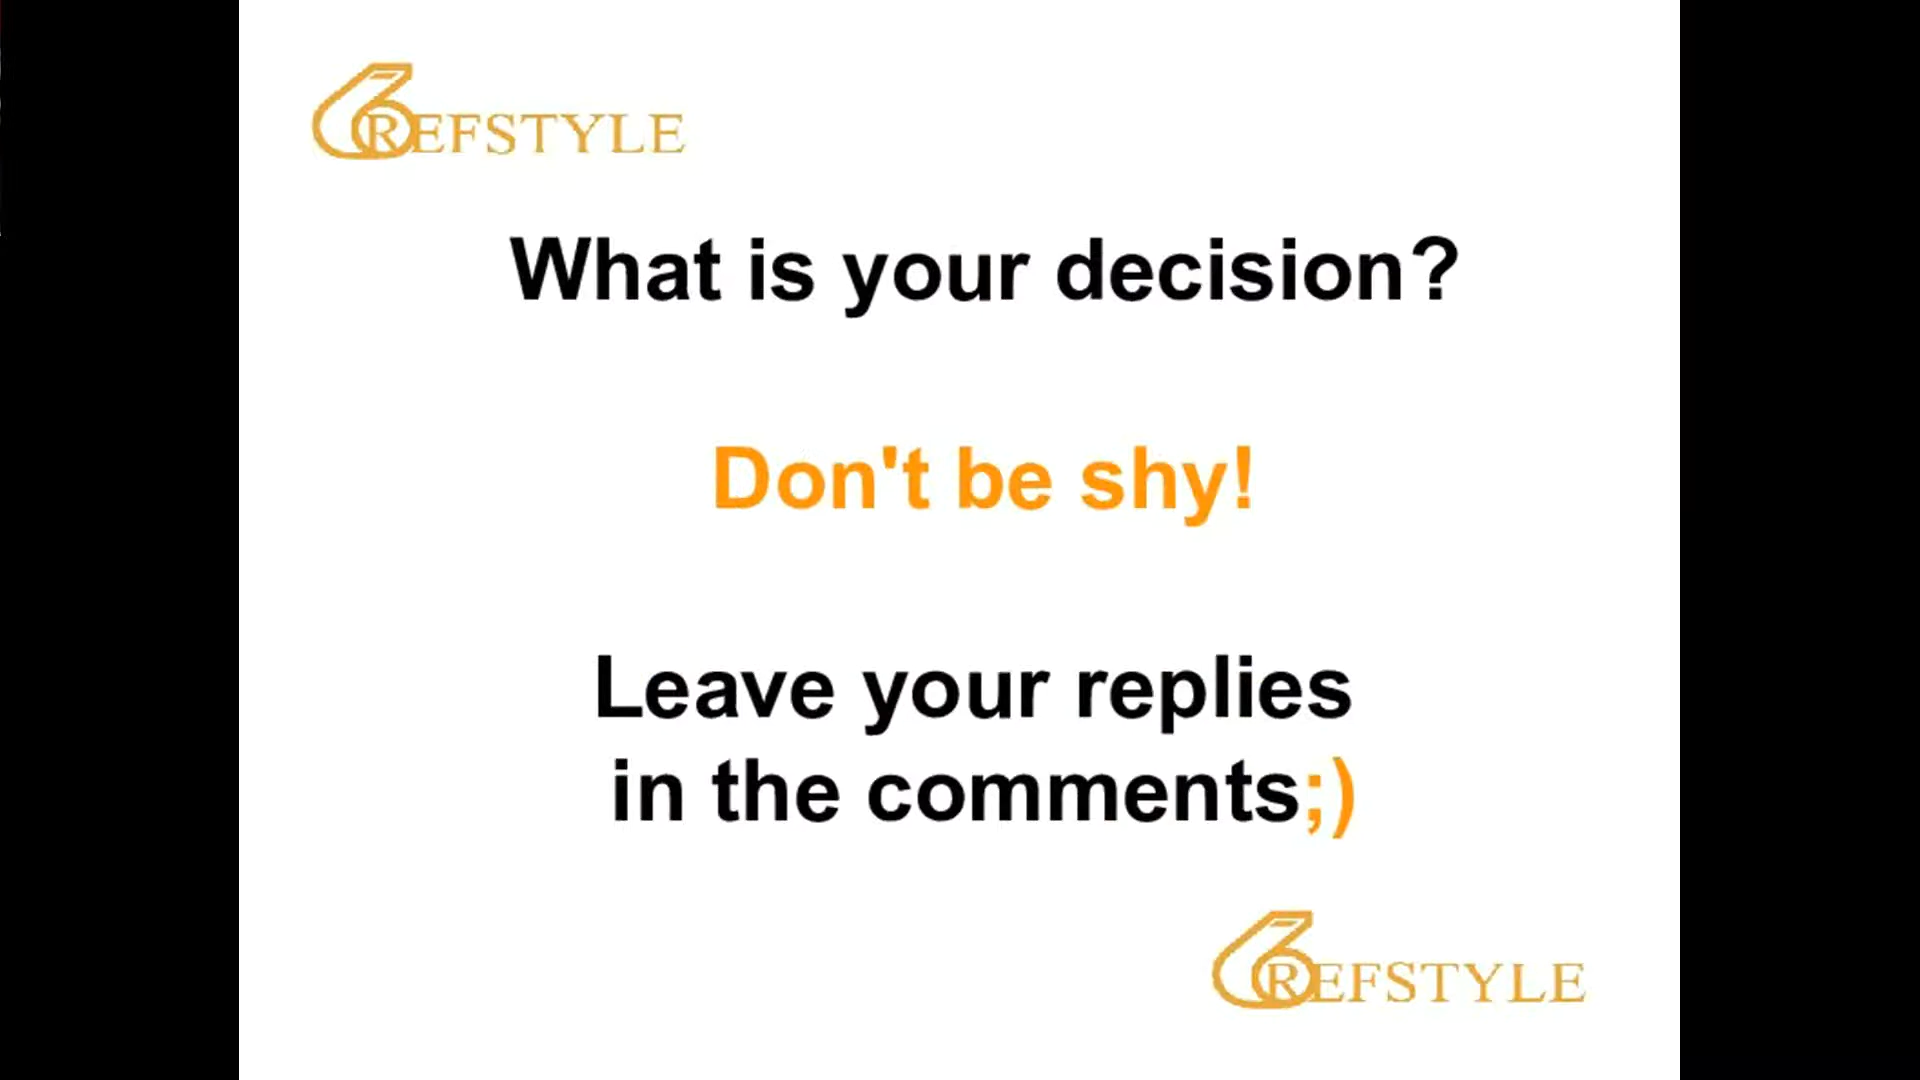 REFSTYLE
What is your decision?
Don't be shy!
Leave your replies
in the comments;)
REFSTYLE